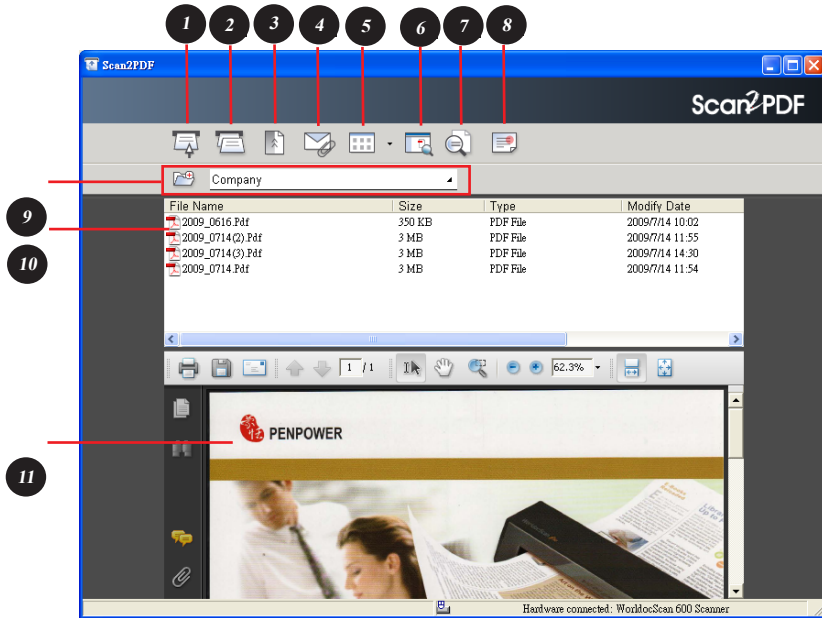 1 2 3 4 5 6 7 8
Scan2PDF
Scan2PDF
Company
9
File Name Size Type Modify Date
2009_0616.Pdf 350 KB PDF File 2009/7/14 10:02
2009_0714(2).Pdf 3 MB PDF File 2009/7/14 11:55
2009_0714(3).Pdf 3 MB PDF File 2009/7/14 14:30
2009_0714.Pdf 3 MB PDF File 2009/7/14 11:54
10
1 / 1 62.3%
PENPOWER
11
Hardware connected: WorldocScan 600 Scanner